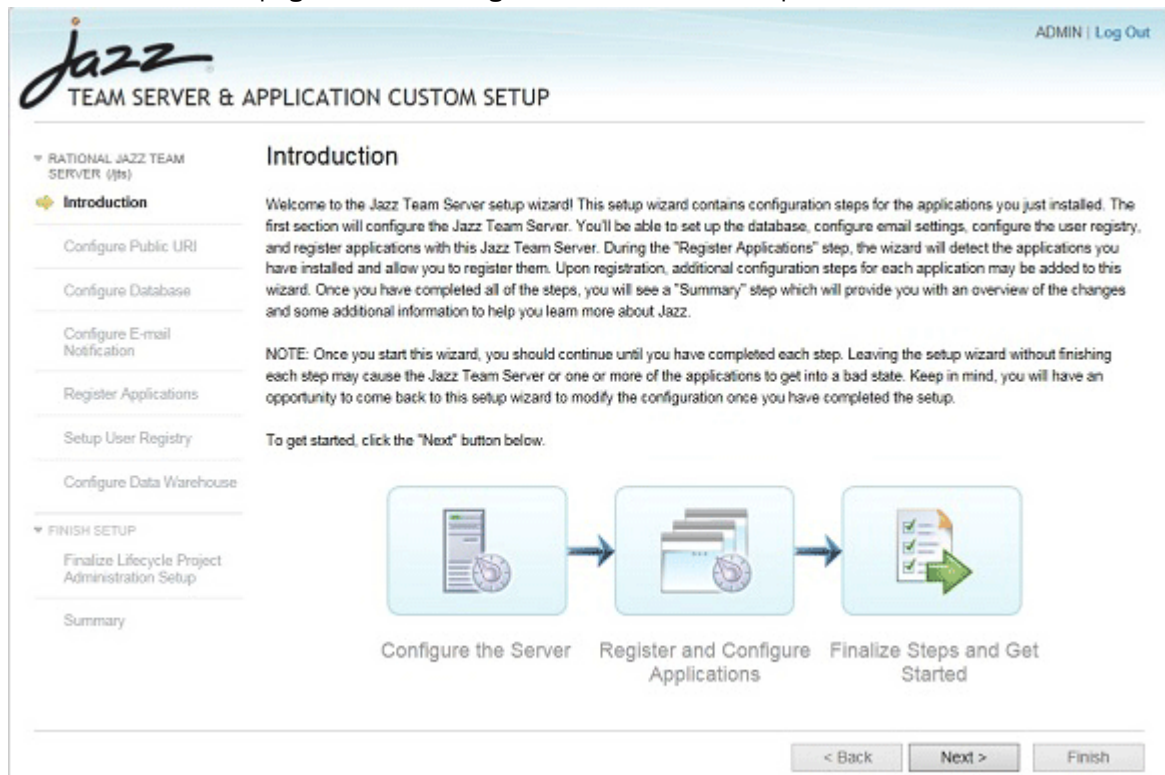 ADMIN | Log Out
jazz
TEAM SERVER & APPLICATION CUSTOM SETUP
RATIONAL JAZZ TEAM
SERVER (/jts)
Introduction
Configure Public URI
Configure Database
Configure E-mail
Notification
Register Applications
Setup User Registry
Configure Data Warehouse
FINISH SETUP
Finalize Lifecycle Project
Administration Setup
Summary
Introduction
Welcome to the Jazz Team Server setup wizard! This setup wizard contains configuration steps for the applications you just installed. The
first section will configure the Jazz Team Server. You'll be able to set up the database, configure email settings, configure the user registry,
and register applications with this Jazz Team Server. During the "Register Applications" step, the wizard will detect the applications you
have installed and allow you to register them. Upon registration, additional configuration steps for each application may be added to this
wizard. Once you have completed all of the steps, you will see a "Summary" step which will provide you with an overview of the changes
and some additional information to help you learn more about Jazz.
NOTE: Once you start this wizard, you should continue until you have completed each step. Leaving the setup wizard without finishing
each step may cause the Jazz Team Server or one or more of the applications to get into a bad state. Keep in mind, you will have an
opportunity to come back to this setup wizard to modify the configuration once you have completed the setup.
To get started, click the "Next" button below.
Configure the Server
Register and Configure
Applications
Finalize Steps and Get
Started
< Back
Next >
Finish